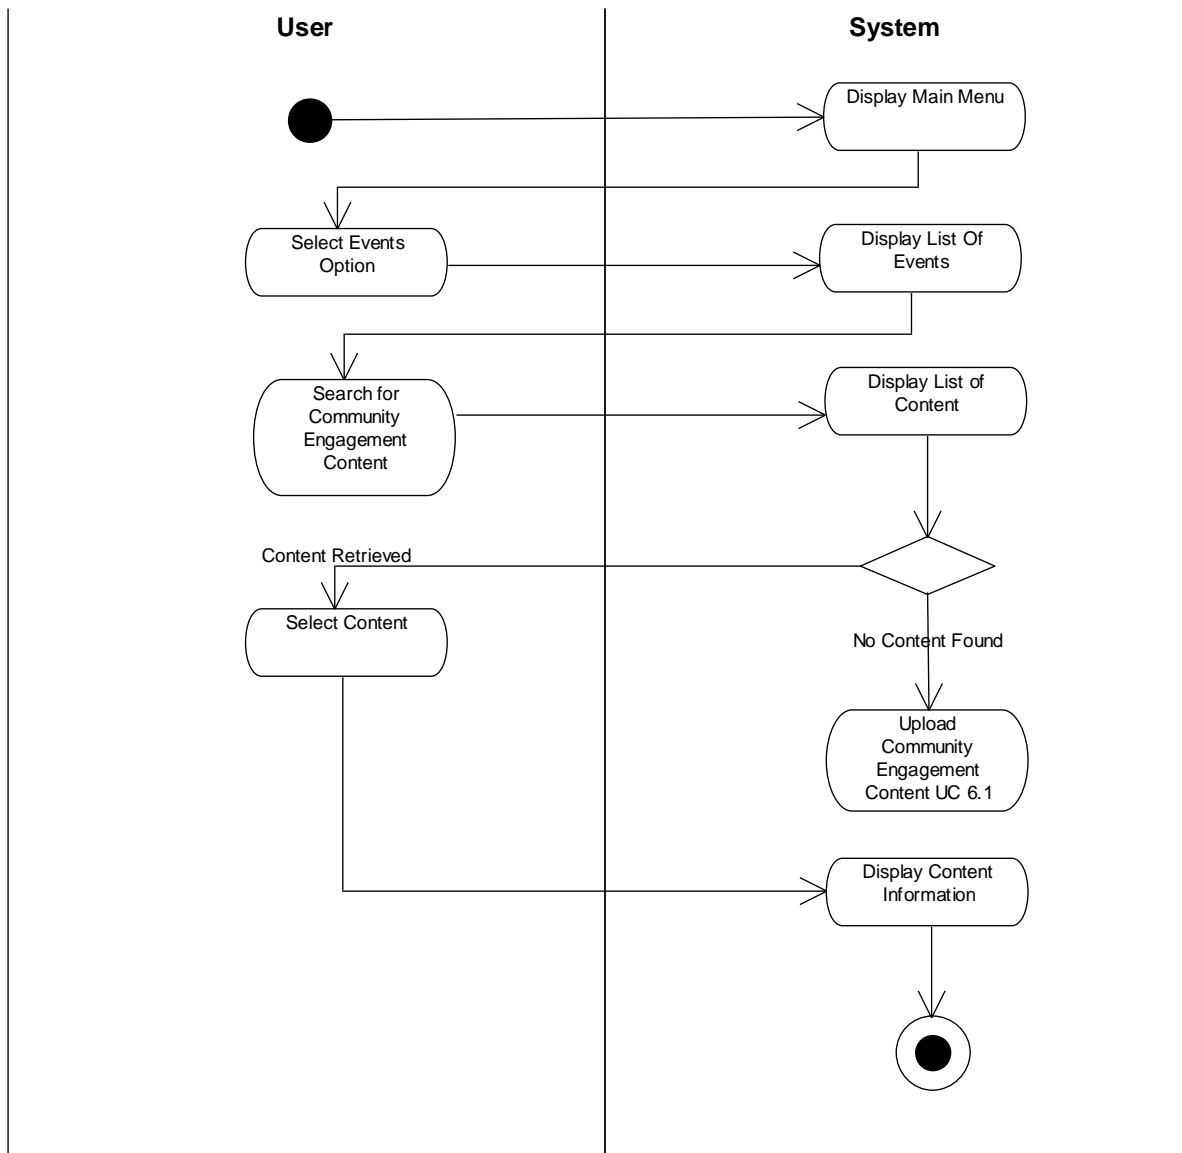 User
System
Display Main Menu
Select Events
Option
Display List Of
Events
Search for
Community
Engagement
Content
Display List of
Content
Content Retrieved
Select Content
No Content Found
Upload
Community
Engagement
Content UC 6.1
Display Content
Information